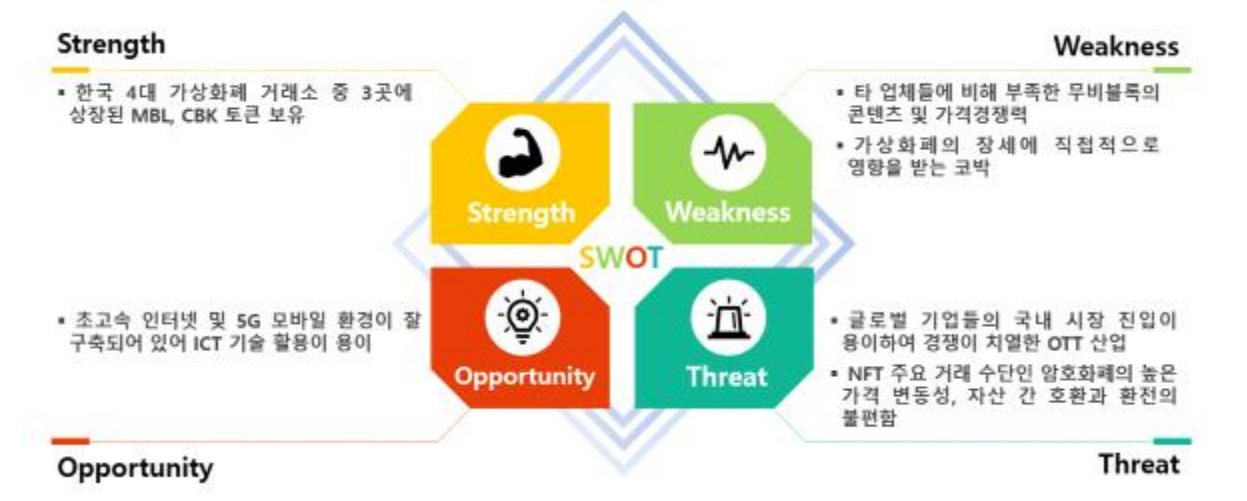 Strength
▪ 한국 4대 가상화폐 거래소 중 3곳에
상장된 MBL, CBK 토큰 보유
Weakness
▪ 타 업체들에 비해 부족한 무비블록의
콘텐츠 및 가격경쟁력
▪ 가상화폐의 장세에 직접적으로
영향을 받는 코박
Strength
Weakness
SWOT
Opportunity
Threat
▪ 초고속 인터넷 및 5G 모바일 환경이 잘
구축되어 있어 ICT 기술 활용이 용이
Opportunity
▪ 글로벌 기업들의 국내 시장 진입이
용이하여 경쟁이 치열한 OTT 산업
▪ NFT 주요 거래 수단인 암호화폐의 높은
가격 변동성, 자산 간 호환과 환전의
불편함
Threat